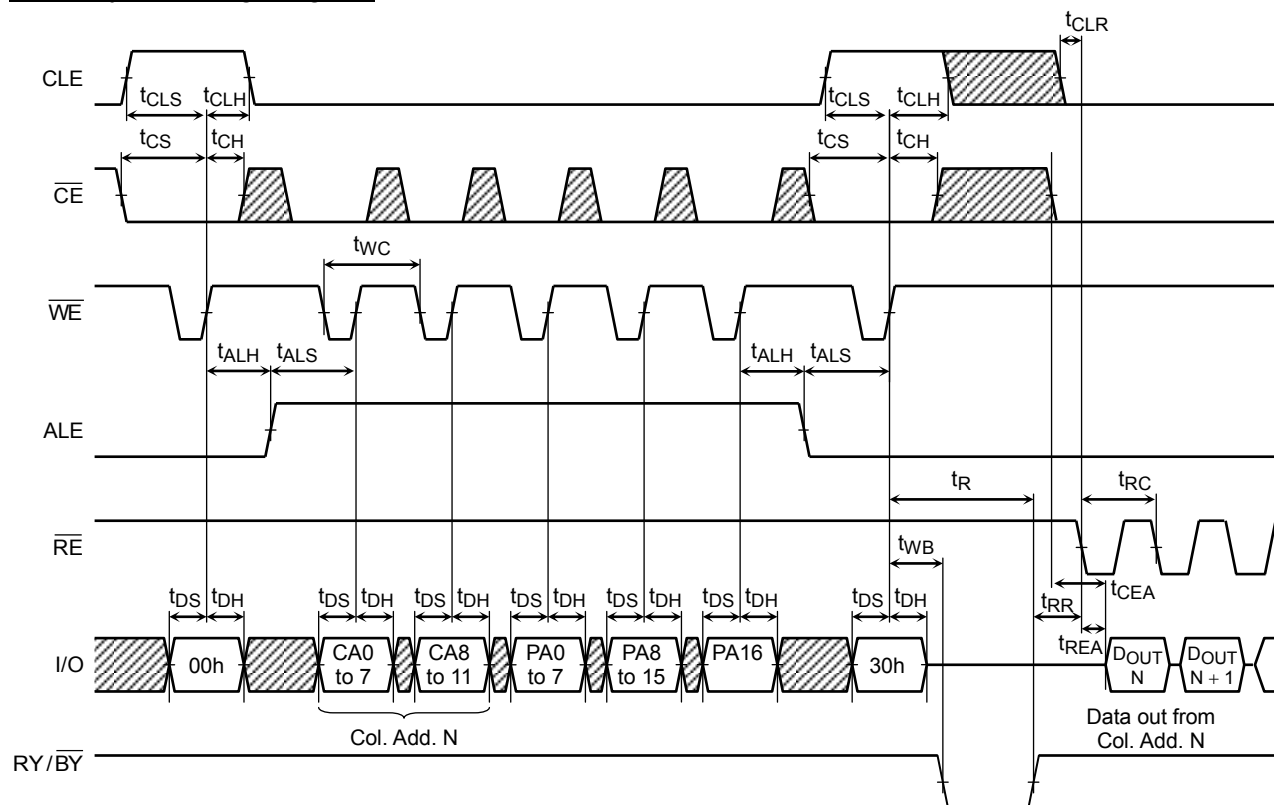 tCLR
CLE
tCLS tCLH tCLS tCLH
tCS tCH tCS tCH
CE
tWC
WE
tALH tALS tALH tALS
ALE
tR tRC
RE
tWB
tDS tDH tDS tDH tDS tDH tDS tDH tDS tDH tDS tDH tDS tDH tCEA
tRR
tREA
I/O 00h CA0 to 7 CA8 to 11 PA0 to 7 PA8 to 15 PA16 30h DOUT N DOUT N + 1
Col. Add. N
Data out from
Col. Add. N
RY/BY